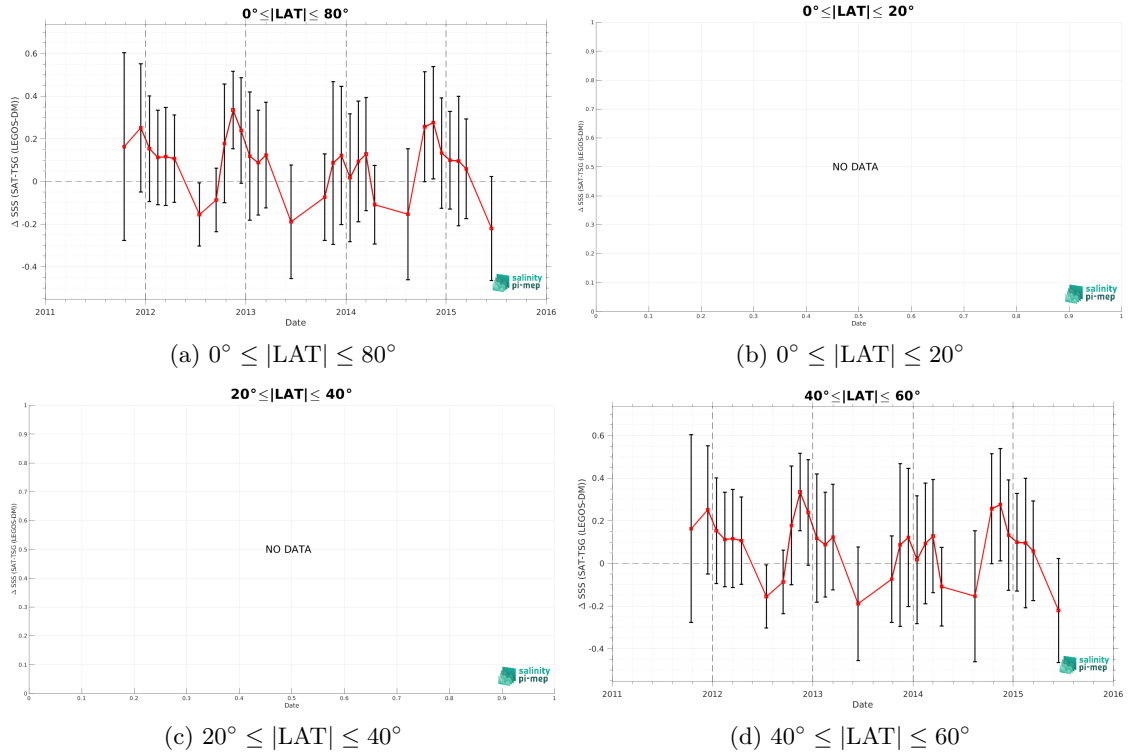 0°≤|LAT|≤ 80°
Δ SSS (SAT-TSG (LEGOS-DM))
0.6
0.4
0.2
0
-0.2
-0.4
2011 2012 2013 2014 2015 2016
Date
salinity
pi-mep
(a) 0° ≤ |LAT| ≤ 80°
0°≤|LAT|≤ 20°
Δ SSS (SAT-TSG (LEGOS-DM))
1
0.9
0.8
0.7
0.6
0.5
0.4
0.3
0.2
0.1
0
NO DATA
0 0.1 0.2 0.3 0.4 0.5 0.6 0.7 0.8 0.9 1
Date
salinity
pi-mep
(b) 0° ≤ |LAT| ≤ 20°
20°≤|LAT|≤ 40°
Δ SSS (SAT-TSG (LEGOS-DM))
1
0.9
0.8
0.7
0.6
0.5
0.4
0.3
0.2
0.1
0
NO DATA
0 0.1 0.2 0.3 0.4 0.5 0.6 0.7 0.8 0.9 1
Date
salinity
pi-mep
(c) 20° ≤ |LAT| ≤ 40°
40°≤|LAT|≤ 60°
Δ SSS (SAT-TSG (LEGOS-DM))
0.6
0.4
0.2
0
-0.2
-0.4
2011 2012 2013 2014 2015 2016
Date
salinity
pi-mep
(d) 40° ≤ |LAT| ≤ 60°